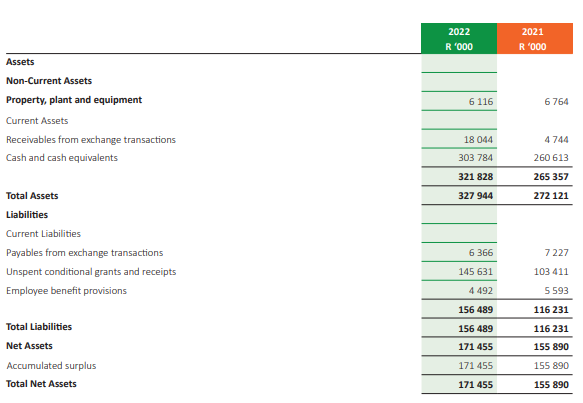 2022 2021
R '000 R '000
Assets
Non-Current Assets
Property, plant and equipment 6 116 6 764
Current Assets
Receivables from exchange transactions 18 044 4 744
Cash and cash equivalents 303 784 260 613
321 828 265 357
Total Assets 327 944 272 121
Liabilities
Current Liabilities
Payables from exchange transactions 6 366 7 227
Unspent conditional grants and receipts 145 631 103 411
Employee benefit provisions 4 492 5 593
156 489 116 231
Total Liabilities 156 489 116 231
Net Assets 171 455 155 890
Accumulated surplus 171 455 155 890
Total Net Assets 171 455 155 890